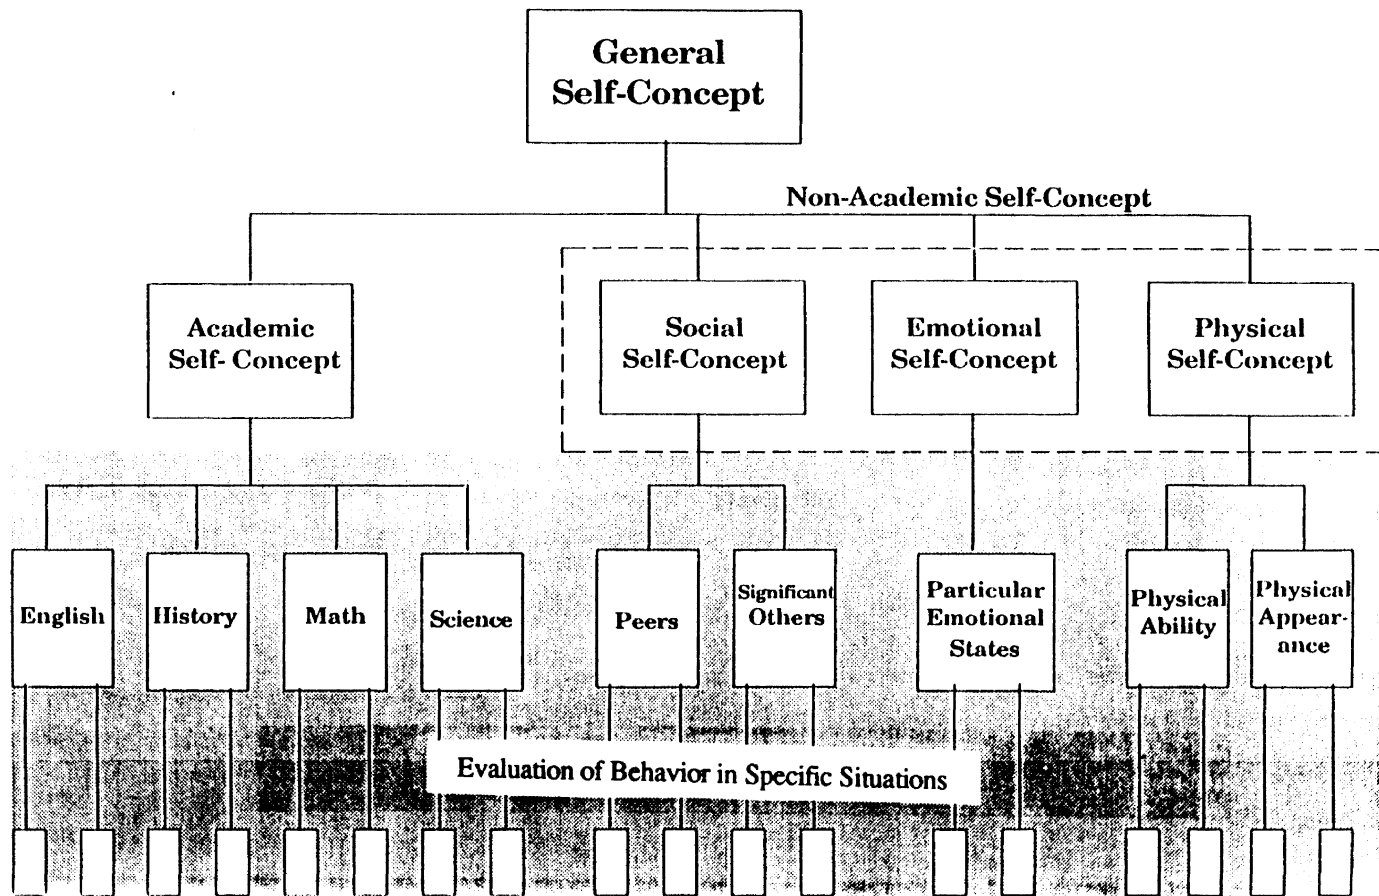 General
Self-Concept
Non-Academic Self-Concept
Academic
Self- Concept
Social
Self-Concept
Emotional
Self-Concept
Physical
Self-Concept
English
History
Math
Science
Peers
Significant
Others
Particular
Emotional
States
Physical
Ability
Physical
Appear-
ance
Evaluation of Behavior in Specific Situations